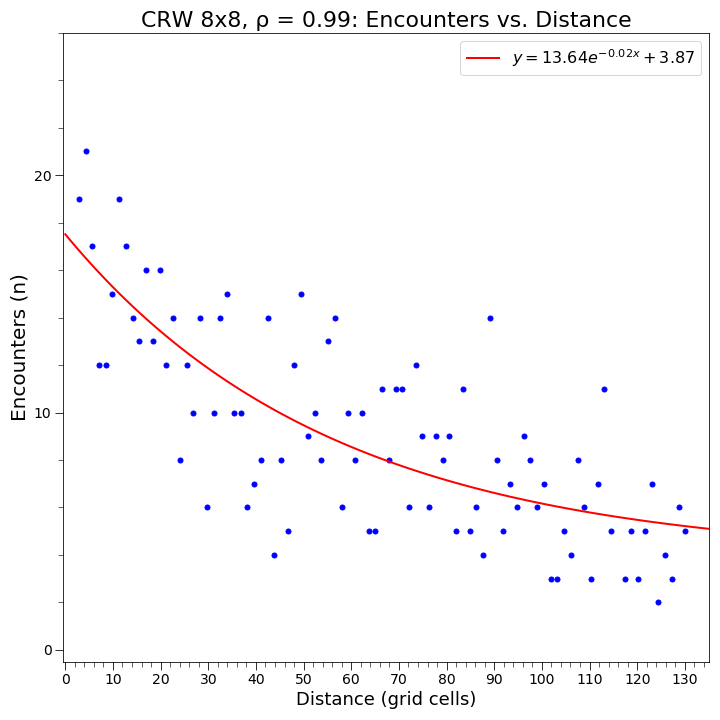 CRW 8x8, ρ = 0.99: Encounters vs. Distance
y = 13.64e^{-0.02x} + 3.87
20
10
0
Encounters (n)
0 10 20 30 40 50 60 70 80 90 100 110 120 130
Distance (grid cells)